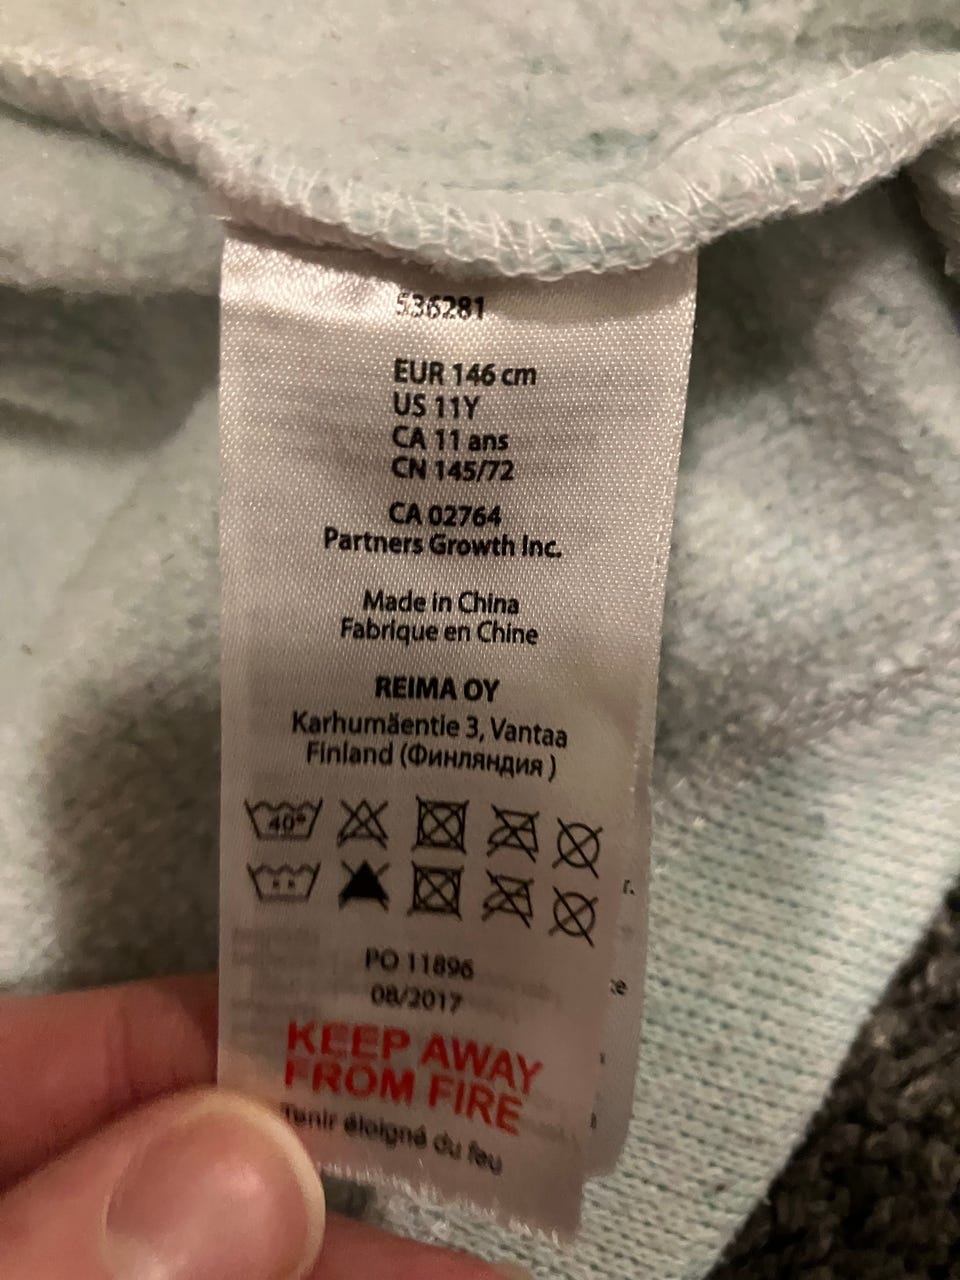 536281
EUR 146 cm
US 11Y
CA 11 ans
CN 145/72
CA 02764
Partners Growth Inc.
Made in China
Fabrique en Chine
REIMA OY
Karhumäentie 3, Vantaa
Finland (Финляндия )
40°
PO 11896
08/2017
KEEP AWAY
FROM FIRE
Tenir éloigné du feu